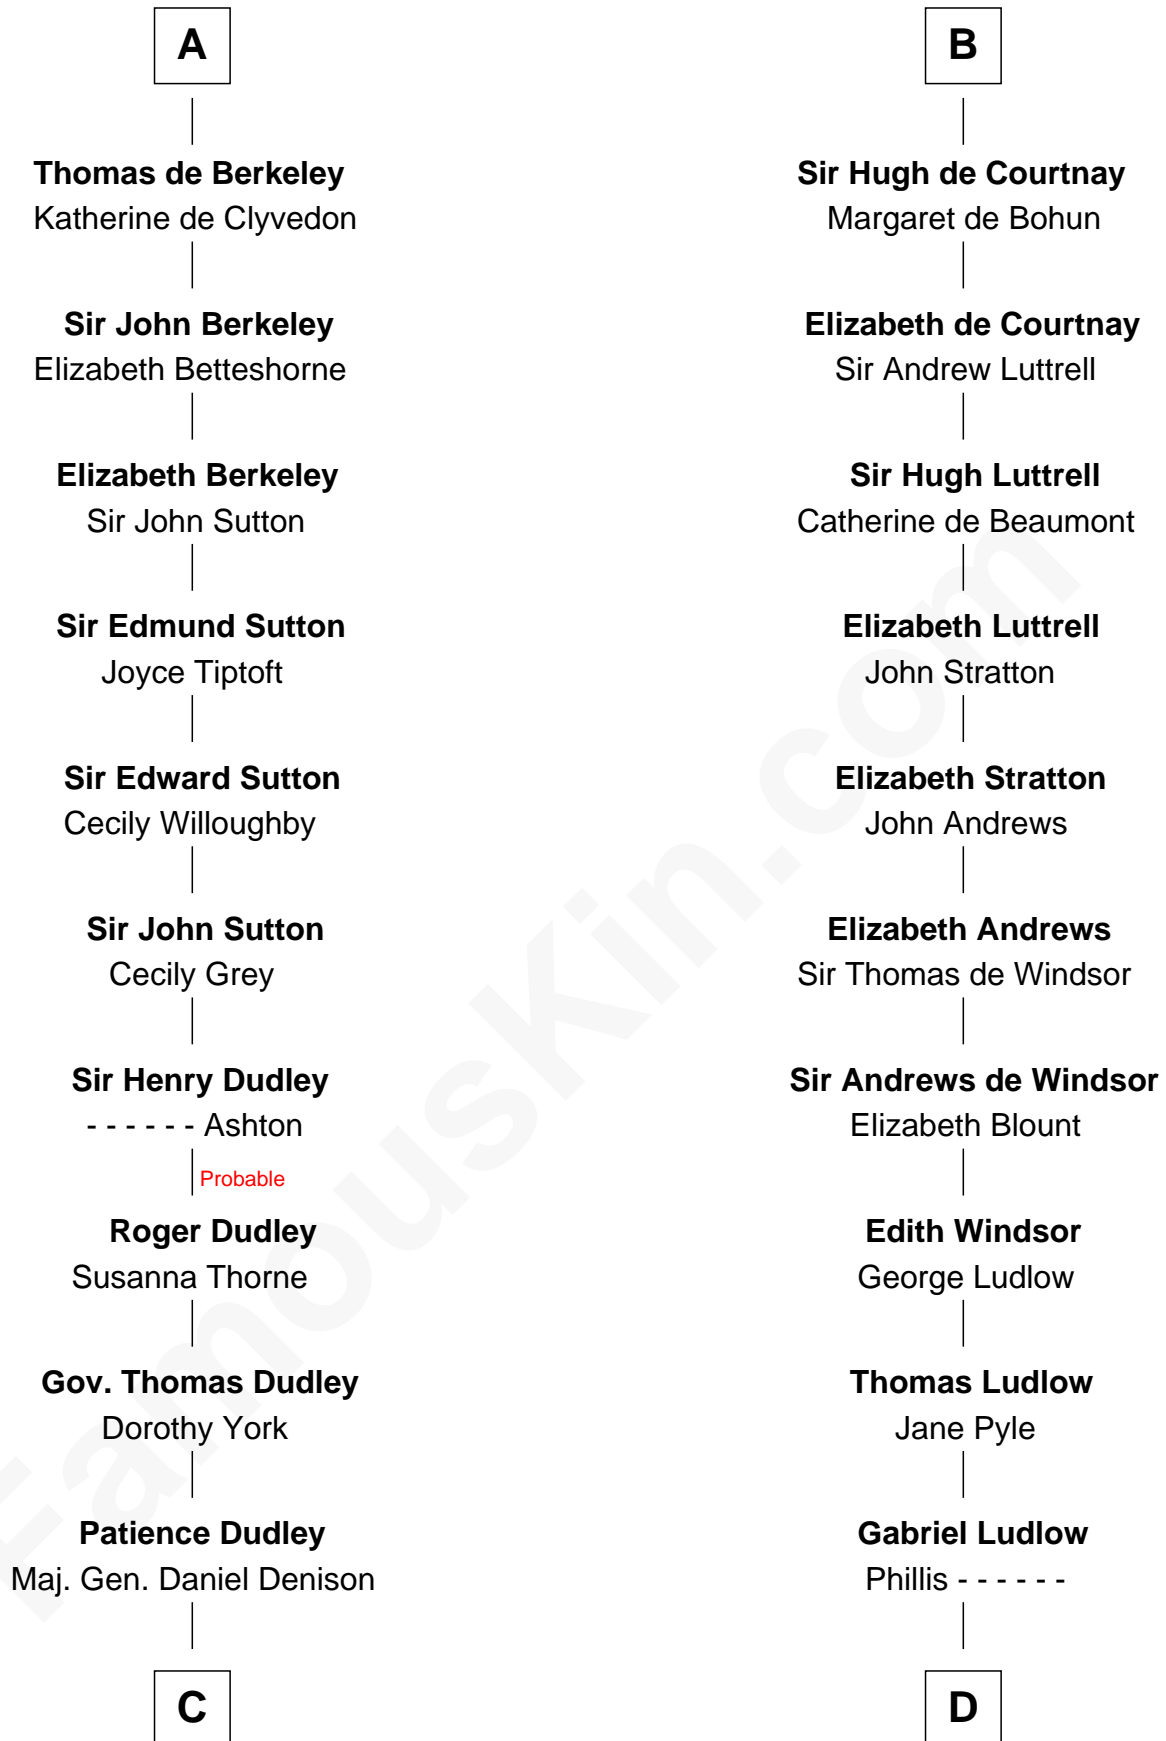 A
Thomas de Berkeley
Katherine de Clyvedon
Sir John Berkeley
Elizabeth Betteshorne
Elizabeth Berkeley
Sir John Sutton
Sir Edmund Sutton
Joyce Tiptoft
Sir Edward Sutton
Cecily Willoughby
Sir John Sutton
Cecily Grey
Sir Henry Dudley
- - - - - - Ashton
Probable
Roger Dudley
Susanna Thorne
Gov. Thomas Dudley
Dorothy York
Patience Dudley
Maj. Gen. Daniel Denison
C
B
Sir Hugh de Courtnay
Margaret de Bohun
Elizabeth de Courtnay
Sir Andrew Luttrell
Sir Hugh Luttrell
Catherine de Beaumont
Elizabeth Luttrell
John Stratton
Elizabeth Stratton
John Andrews
Elizabeth Andrews
Sir Thomas de Windsor
Sir Andrews de Windsor
Elizabeth Blount
Edith Windsor
George Ludlow
Thomas Ludlow
Jane Pyle
Gabriel Ludlow
Phillis - - - - - -
D
FamousKin.com